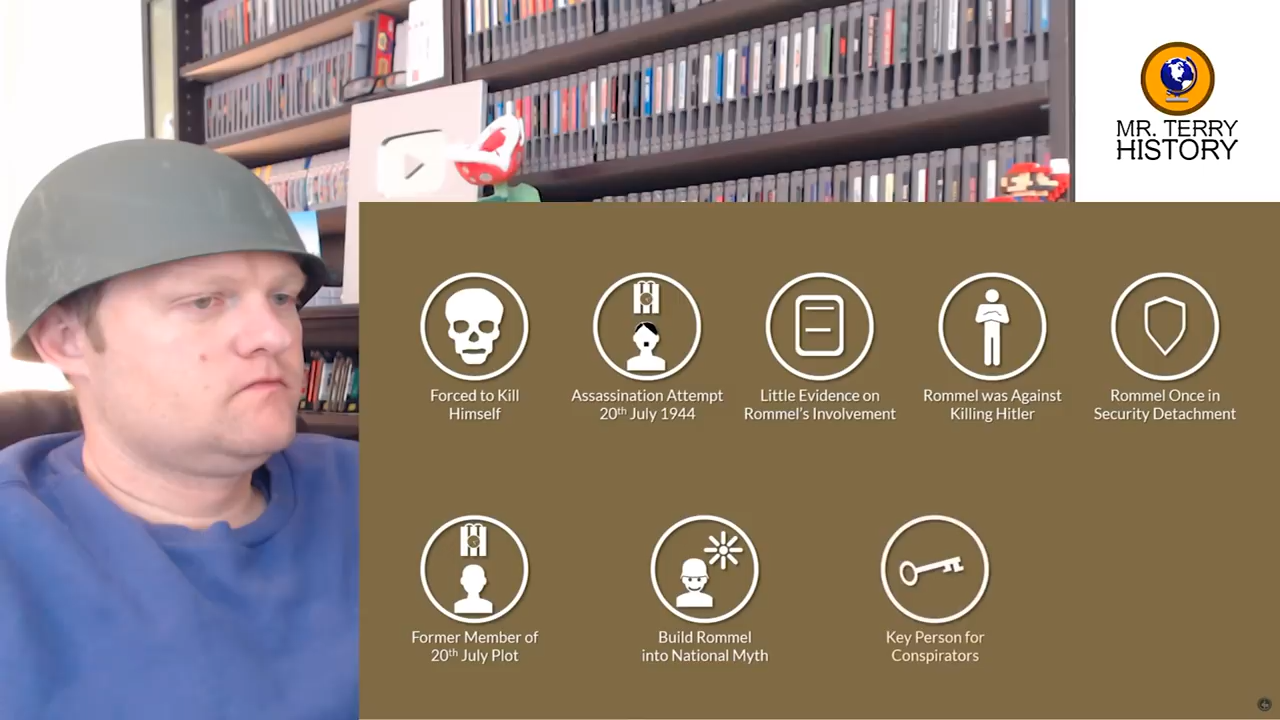 MR. TERRY
HISTORY
Forced to Kill
Himself
Assassination Attempt
20th July 1944
Little Evidence on
Rommel's Involvement
Rommel was Against
Killing Hitler
Rommel Once in
Security Detachment
Former Member of
20th July Plot
Build Rommel
into National Myth
Key Person for
Conspirators